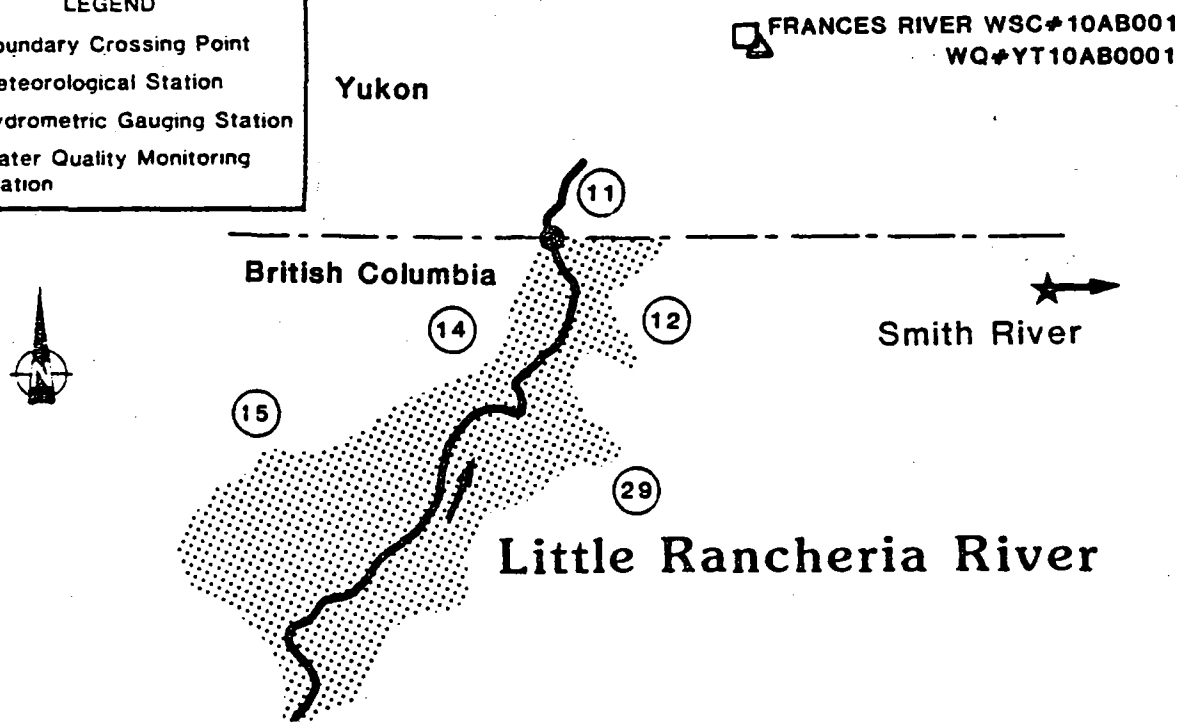 LEGEND
oundary Crossing Point
eteorological Station
ydrometric Gauging Station
ater Quality Monitoring
ation
FRANCES RIVER WSC#10AB001
WQ#YT10AB0001
Yukon
11
British Columbia
14
12
Smith River
N
15
29
Little Rancheria River